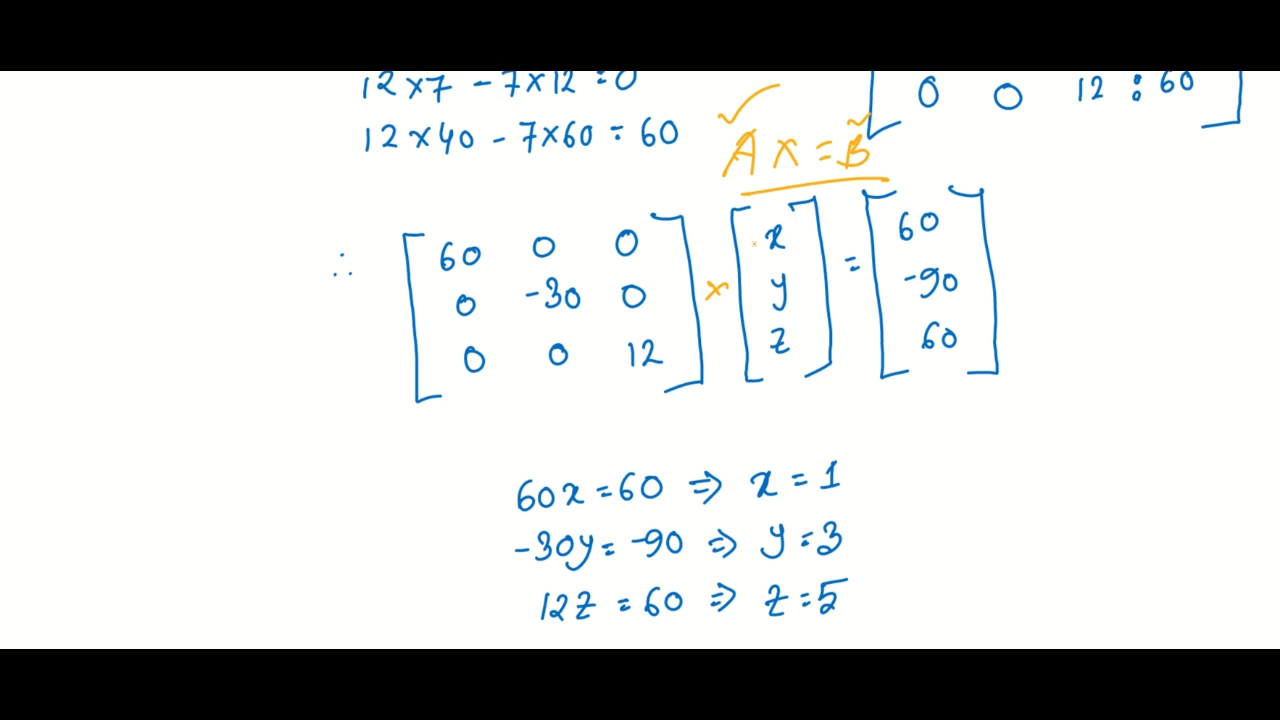 12×7 - 7×12 = 0
0 0 12 : 60
12×40 - 7×60 = 60
AX = B
∴ [60 0 0] × [x] = [60]
[0 -30 0] [y] [-90]
[0 0 12] [z] [60]
60x = 60 ⇒ x = 1
-30y = -90 ⇒ y = 3
12z = 60 ⇒ z = 5